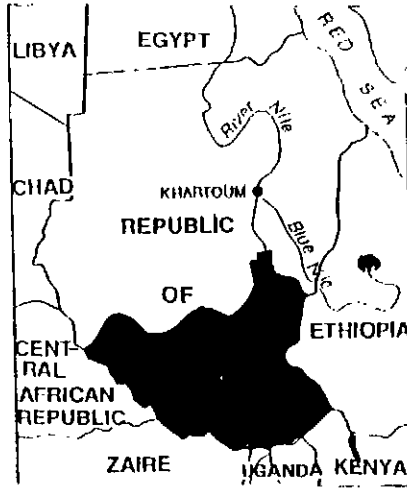 LIBYA
EGYPT
RED SEA
River Nile
CHAD
KHARTOUM
REPUBLIC
Blue Nile
OF
ETHIOPIA
CENT-
RAL
AFRICAN
REPUBLIC
ZAIRE
UGANDA
KENYA